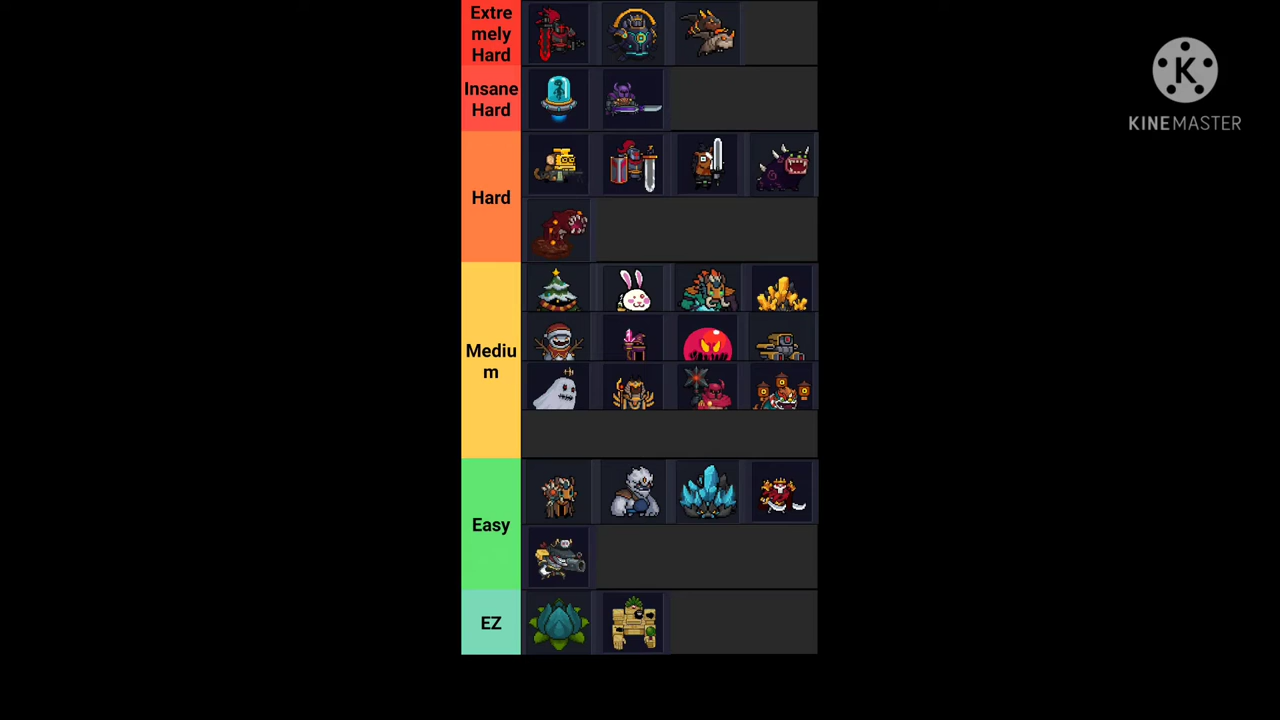 Extre
mely
Hard
Insane
Hard
Hard
Mediu
m
Easy
EZ
K
KINEMASTER